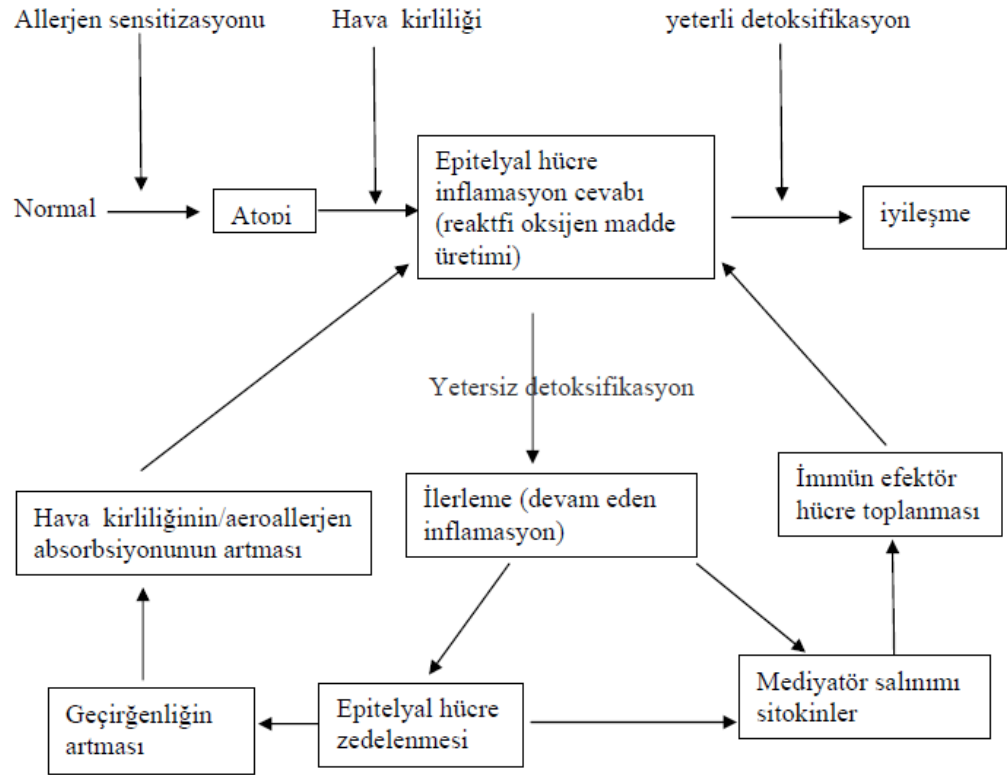 Allerjen sensitizasyonu
Hava kirliliği
yeterli detoksifikasyon
Normal
Atopi
Epitelyal hücre
inflamasyon cevabı
(reaktfi oksijen madde
üretimi)
iyileşme
Yetersiz detoksifikasyon
Hava kirliliğinin/aeroallerjen
absorbsiyonunun artması
İlerleme (devam eden
inflamasyon)
İmmün efektör
hücre toplanması
Geçirğenliğin
artması
Epitelyal hücre
zedelenmesi
Mediyatör salınımı
sitokinler